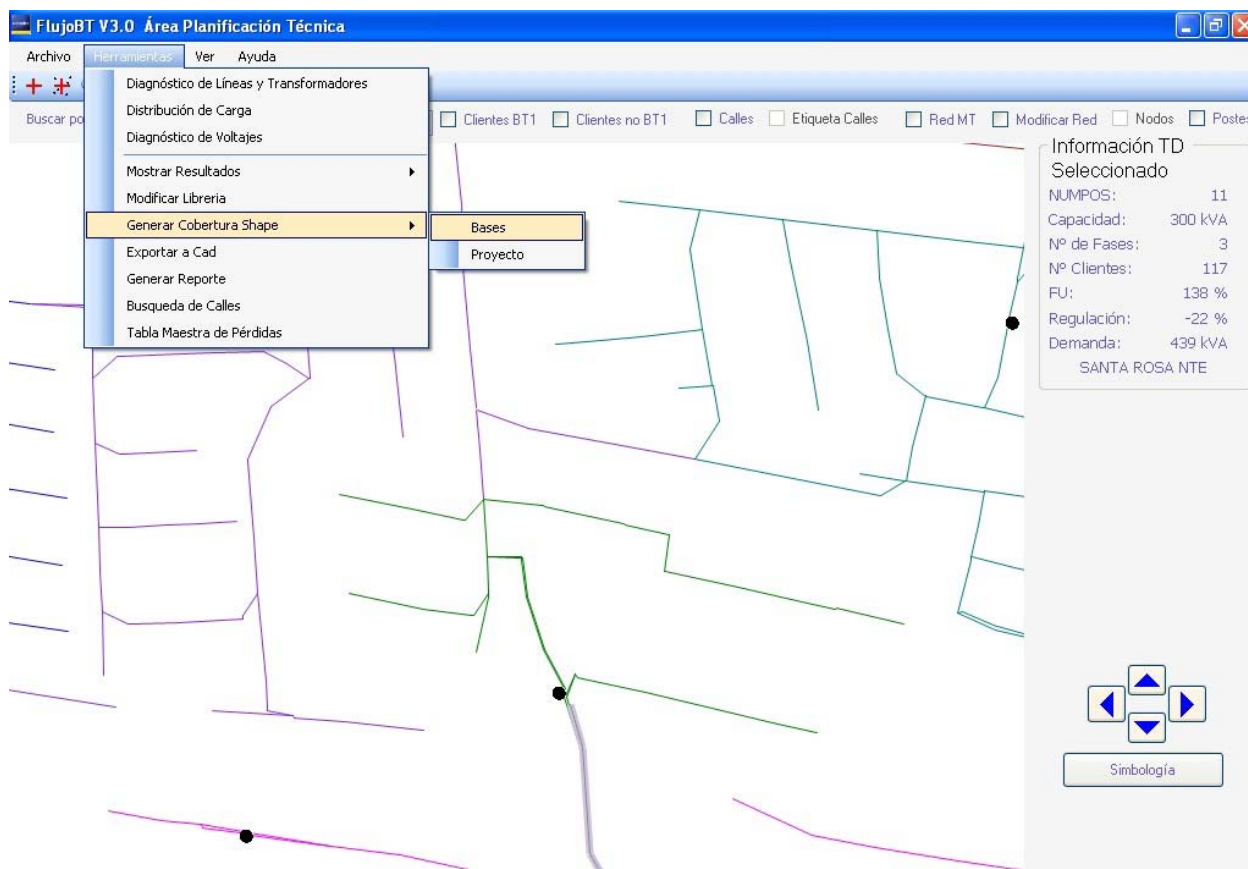 FlujoBT V3.0 Área Planificación Técnica
Archivo Herramientas Ver Ayuda
Diagnóstico de Líneas y Transformadores
Distribución de Carga
Diagnóstico de Voltajes
Mostrar Resultados
Modificar Libreria
Generar Cobertura Shape
Exportar a Cad
Generar Reporte
Busqueda de Calles
Tabla Maestra de Pérdidas
Bases
Proyecto
Buscar Clientes BT1 Clientes no BT1 Calles Etiqueta Calles Red MT Modificar Red Nodos Postes
Información TD
Seleccionado
NUMPOS: 11
Capacidad: 300 kVA
Nº de Fases: 3
Nº Clientes: 117
FU: 138 %
Regulación: -22 %
Demanda: 439 kVA
SANTA ROSA NTE
Simbología